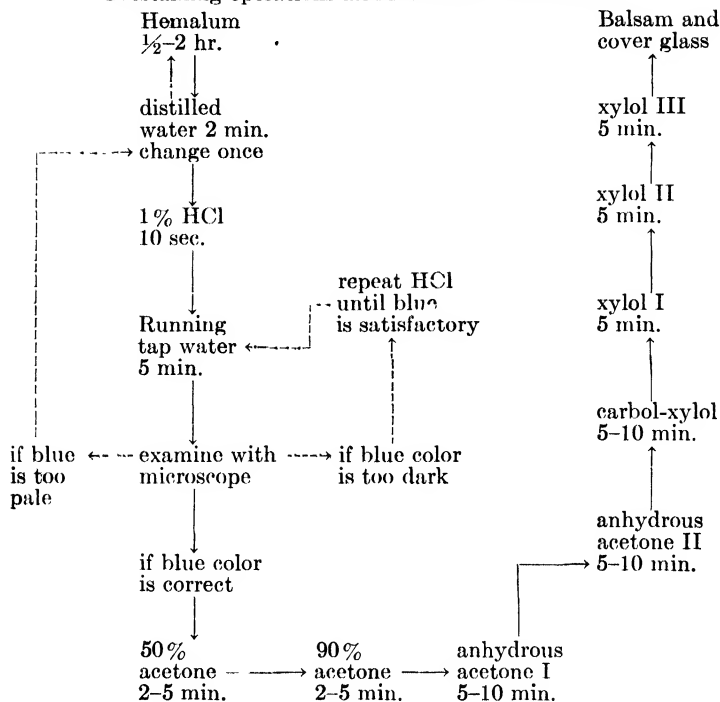 Hemalum
½–2 hr.
distilled
water 2 min.
change once
1% HCl
10 sec.
Running
tap water
5 min.
repeat HCl
until blue
is satisfactory
if blue
is too
pale
examine with
microscope
if blue color
is too dark
if blue color
is correct
50%
acetone
2–5 min.
90%
acetone
2–5 min.
anhydrous
acetone I
5–10 min.
anhydrous
acetone II
5–10 min.
carbol-xylol
5–10 min.
xylol I
5 min.
xylol II
5 min.
xylol III
5 min.
Balsam and
cover glass